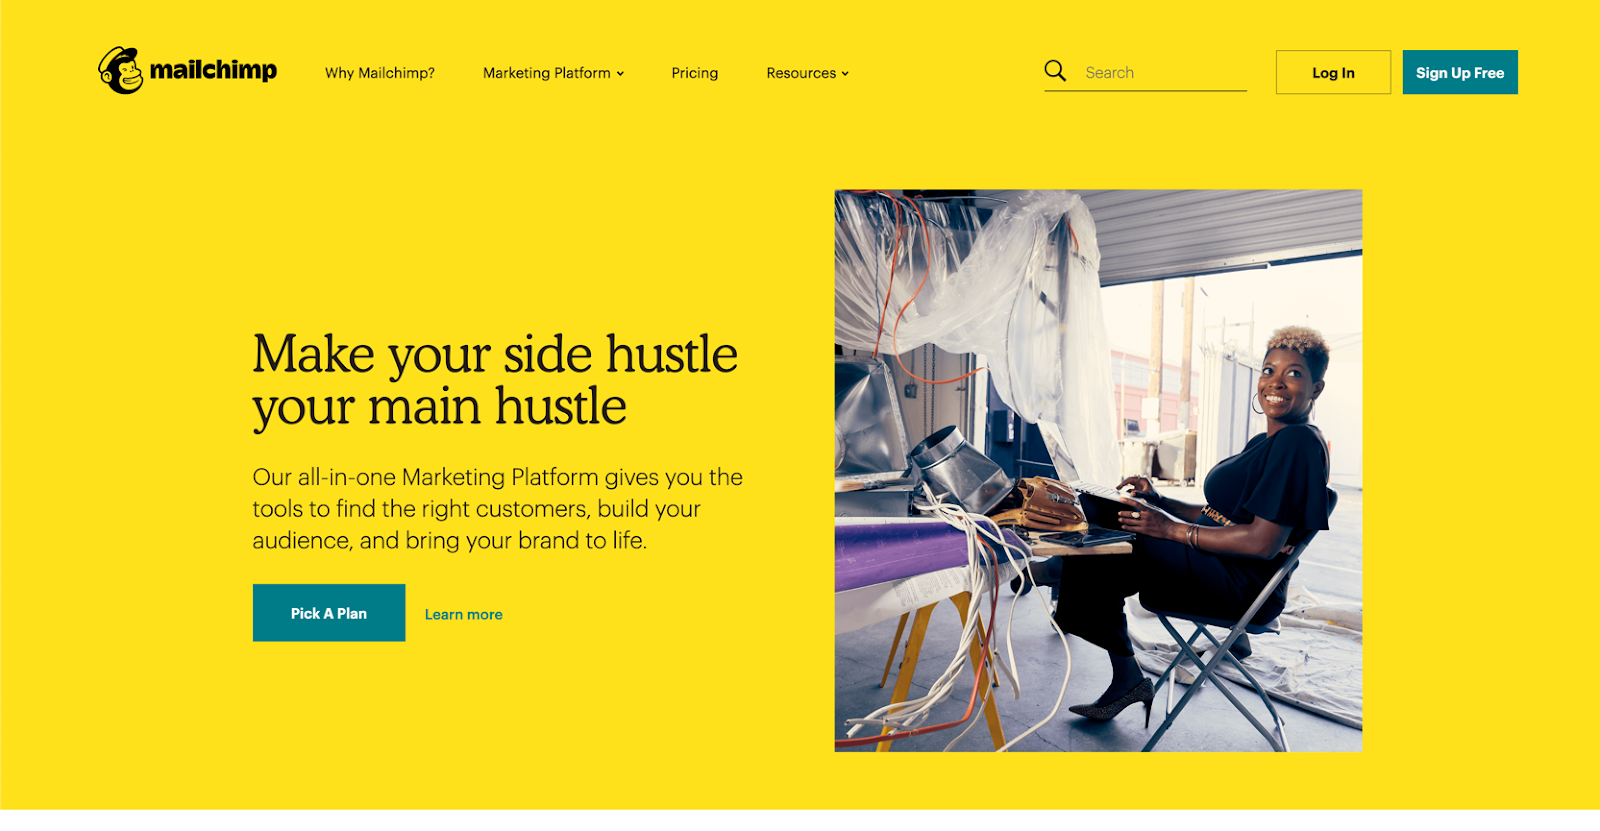 mailchimp
Why Mailchimp?
Marketing Platform
Pricing
Resources
Search
Log In
Sign Up Free
Make your side hustle
your main hustle
Our all-in-one Marketing Platform gives you the
tools to find the right customers, build your
audience, and bring your brand to life.
Pick A Plan
Learn more